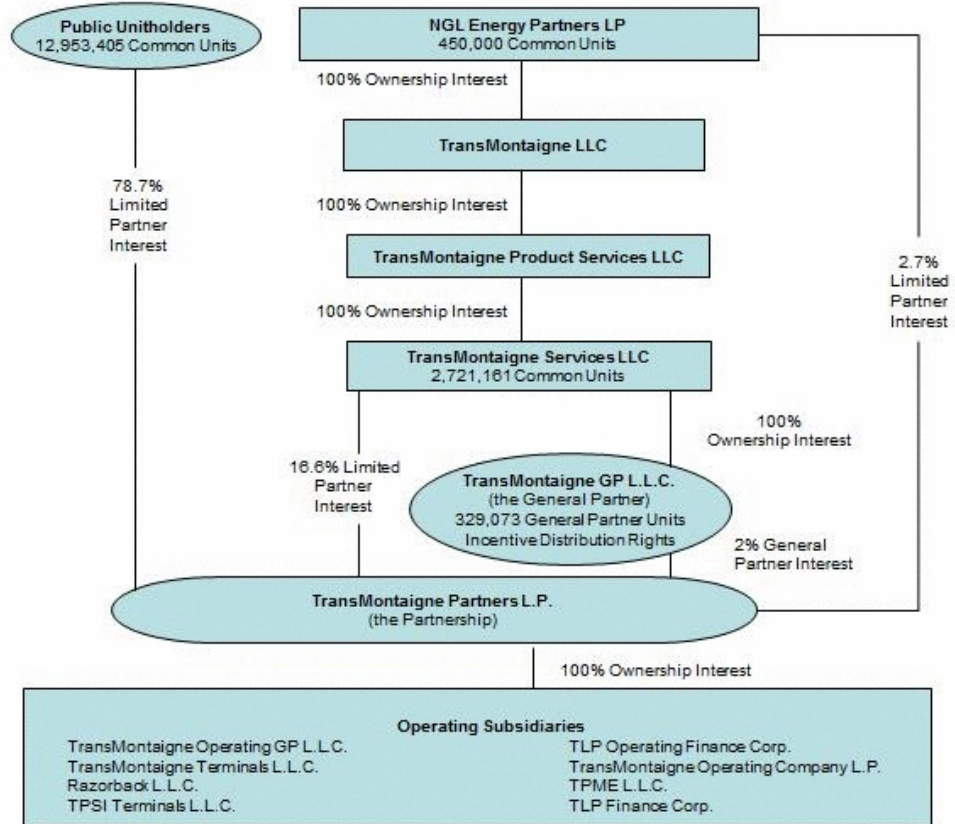 Public Unitholders
12,953,405 Common Units
NGL Energy Partners LP
450,000 Common Units
100% Ownership Interest
TransMontaigne LLC
78.7%
Limited
Partner
Interest
100% Ownership Interest
TransMontaigne Product Services LLC
2.7%
Limited
Partner
Interest
100% Ownership Interest
TransMontaigne Services LLC
2,721,161 Common Units
100%
Ownership Interest
16.6% Limited
Partner
Interest
TransMontaigne GP L.L.C.
(the General Partner)
329,073 General Partner Units
Incentive Distribution Rights
2% General
Partner Interest
TransMontaigne Partners L.P.
(the Partnership)
100% Ownership Interest
Operating Subsidiaries
TransMontaigne Operating GP L.L.C.
TransMontaigne Terminals L.L.C.
Razorback L.L.C.
TPSI Terminals L.L.C.
TLP Operating Finance Corp.
TransMontaigne Operating Company L.P.
TPME L.L.C.
TLP Finance Corp.